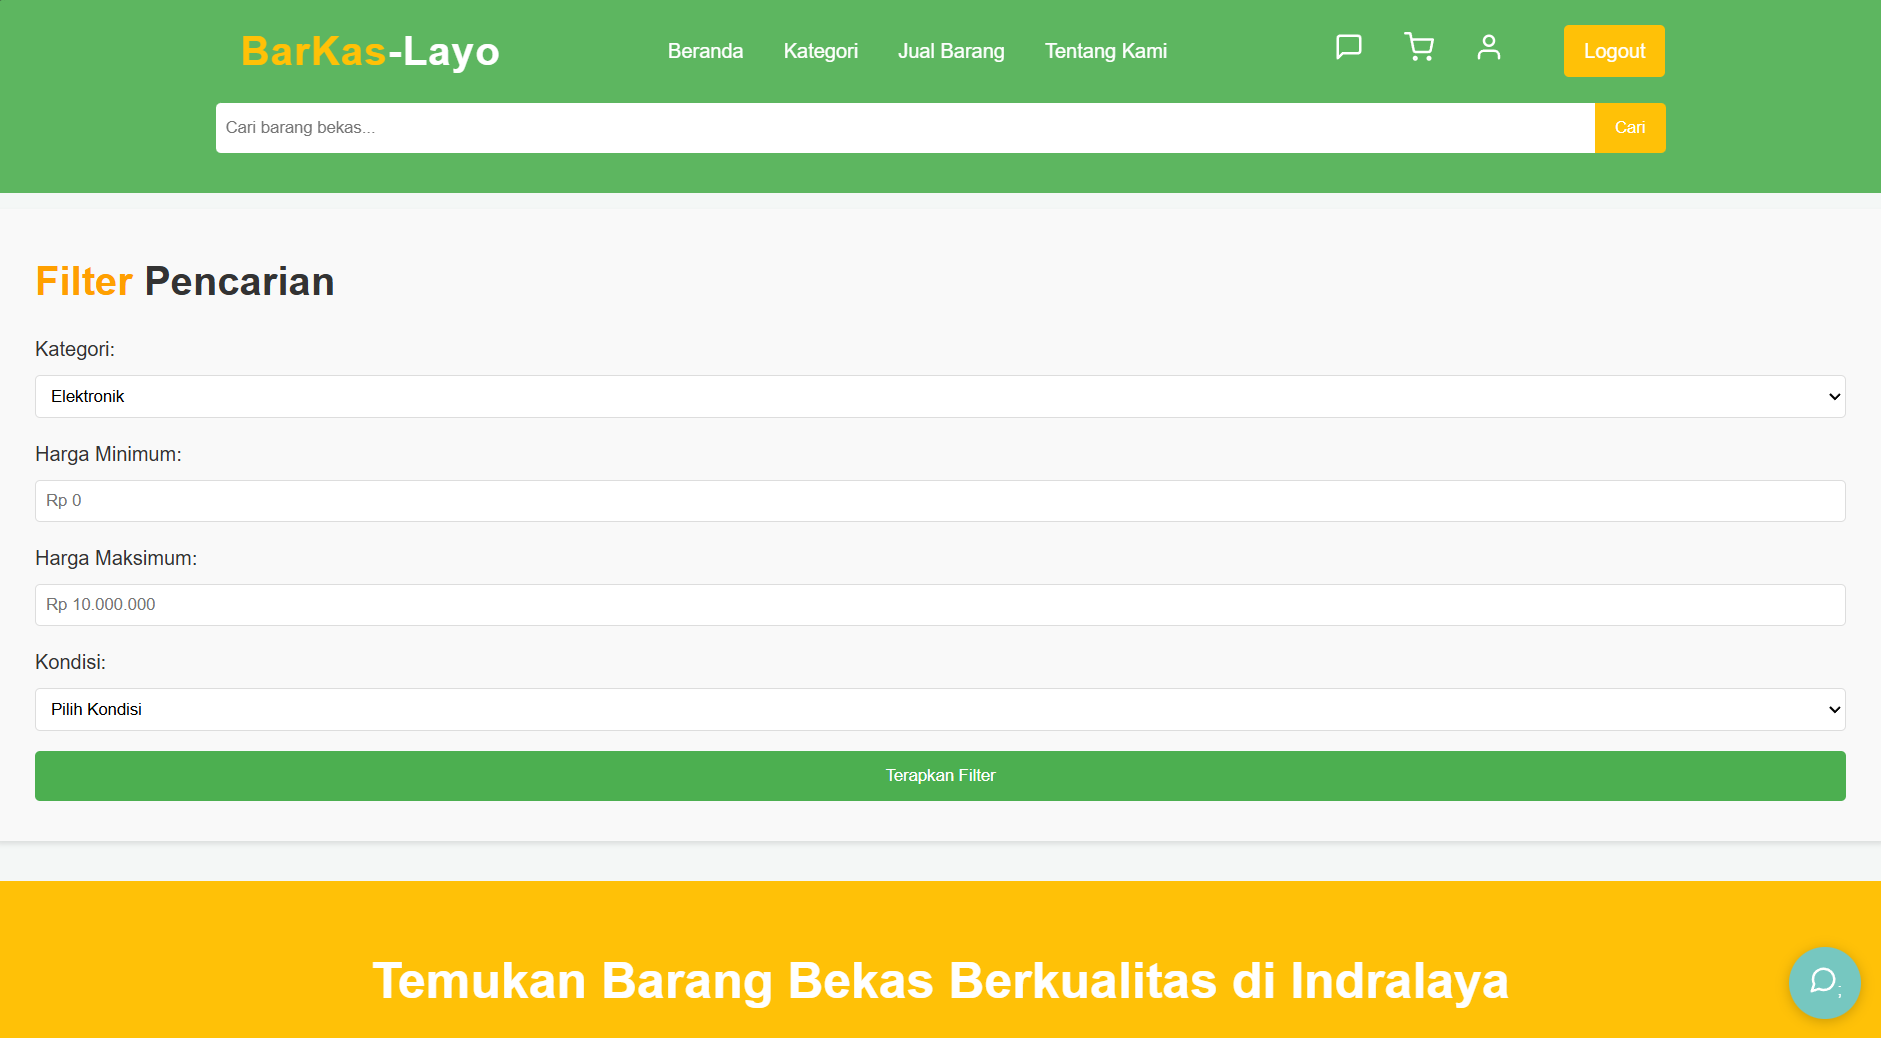 BarKas-Layo
Beranda
Kategori
Jual Barang
Tentang Kami
Logout
Cari barang bekas...
Cari
Filter Pencarian
Kategori:
Elektronik
Harga Minimum:
Rp 0
Harga Maksimum:
Rp 10.000.000
Kondisi:
Pilih Kondisi
Terapkan Filter
Temukan Barang Bekas Berkualitas di Indralaya
;